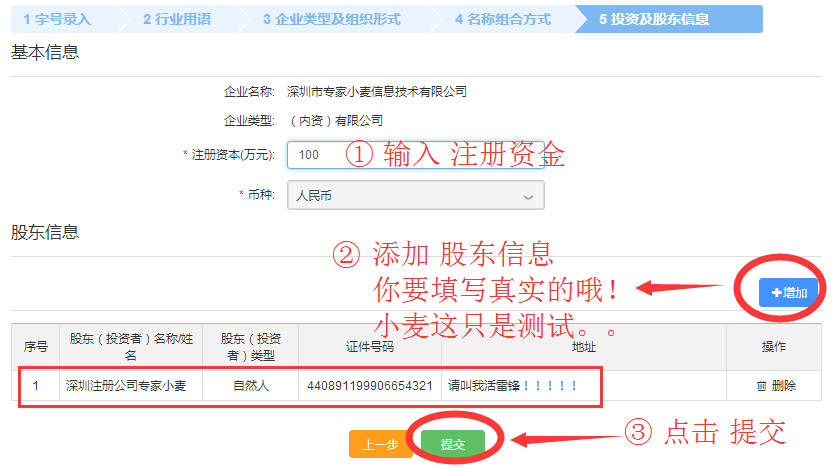 1 字号录入 2 行业用语 3 企业类型及组织形式 4 名称组合方式 5 投资及股东信息
基本信息
企业名称: 深圳市专家小麦信息技术有限公司
企业类型: （内资）有限公司
* 注册资本(万元): 100 ① 输入 注册资金
* 币种: 人民币
股东信息
② 添加 股东信息
你要填写真实的哦！
+增加
小麦这只是测试。。
序号 股东（投资者）名称/姓名 股东（投资者）类型 证件号码 地址 操作
1 深圳注册公司专家小麦 自然人 440891199906654321 请叫我活雷锋！！！！！ 删除
上一步 提交 ③ 点击 提交